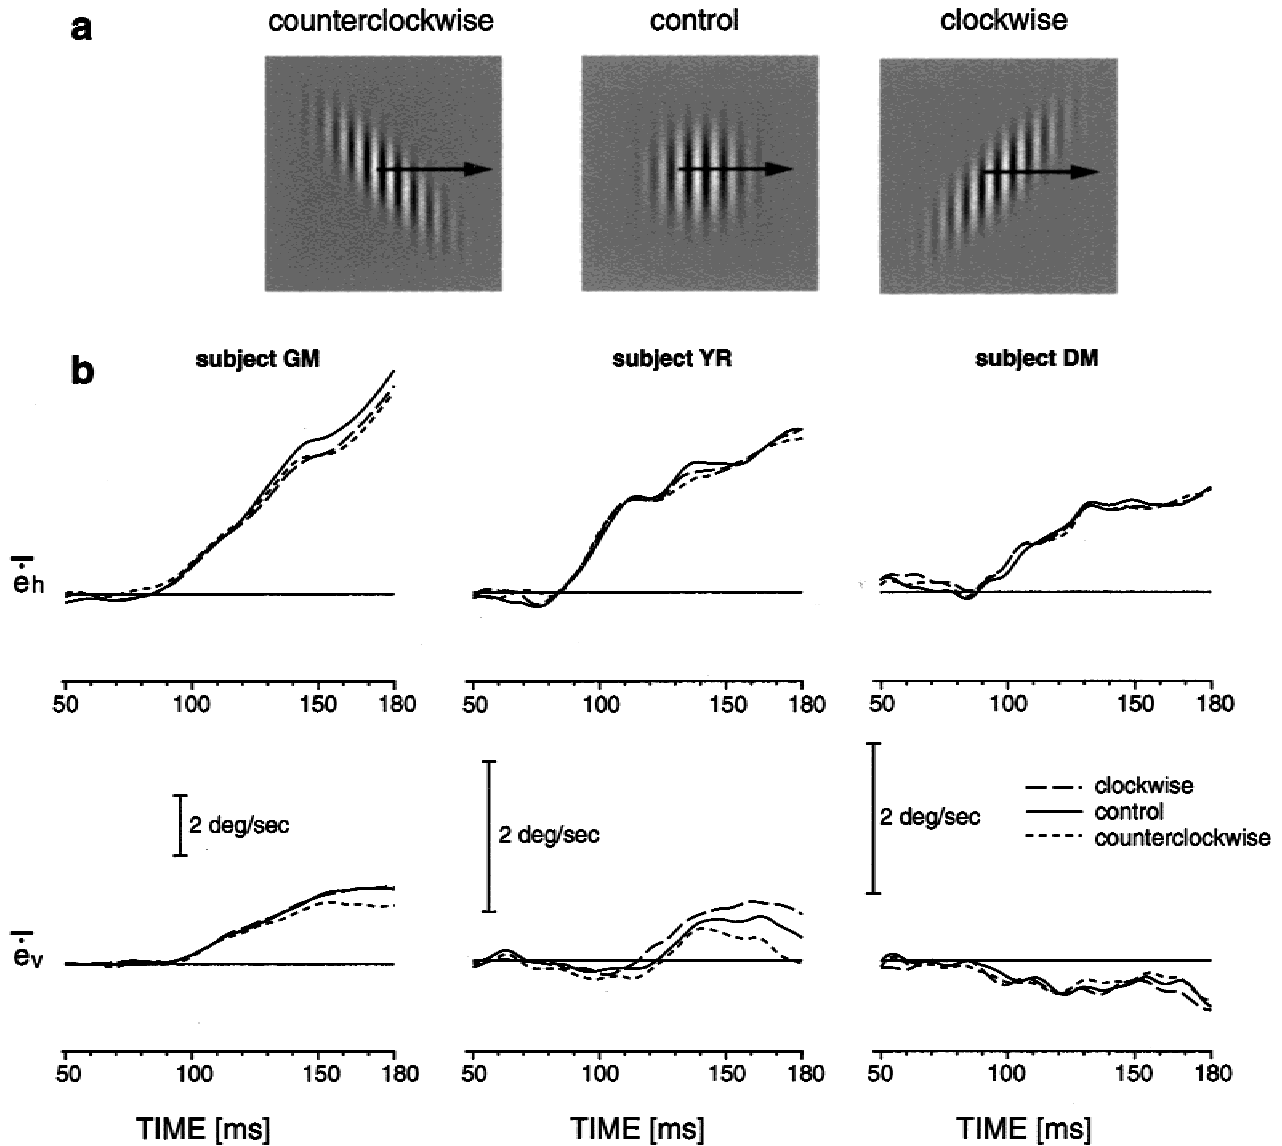 a
counterclockwise control clockwise
b
subject GM subject YR subject DM
ėh
50 100 150 180 50 100 150 180 50 100 150 180
2 deg/sec 2 deg/sec 2 deg/sec
clockwise
control
counterclockwise
ėv
50 100 150 180 50 100 150 180 50 100 150 180
TIME [ms] TIME [ms] TIME [ms]